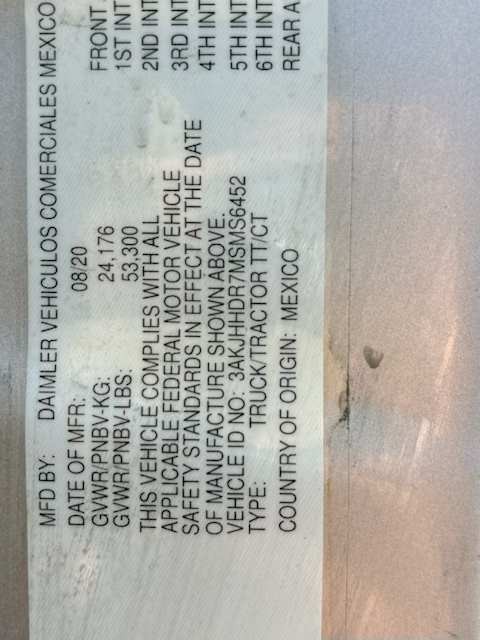 MFD BY: DAIMLER VEHICULOS COMERCIALES MEXICO
DATE OF MFR: 08/20
GVWR/PNBV-KG: 24,176
GVWR/PNBV-LBS: 53,300
THIS VEHICLE COMPLIES WITH ALL
APPLICABLE FEDERAL MOTOR VEHICLE
SAFETY STANDARDS IN EFFECT AT THE DATE
OF MANUFACTURE SHOWN ABOVE.
VEHICLE ID NO: 3AKJHHDR7MSMS6452
TYPE: TRUCK/TRACTOR TT/CT
COUNTRY OF ORIGIN: MEXICO
FRONT
1ST INT
2ND INT
3RD INT
4TH INT
5TH INT
6TH INT
REAR A